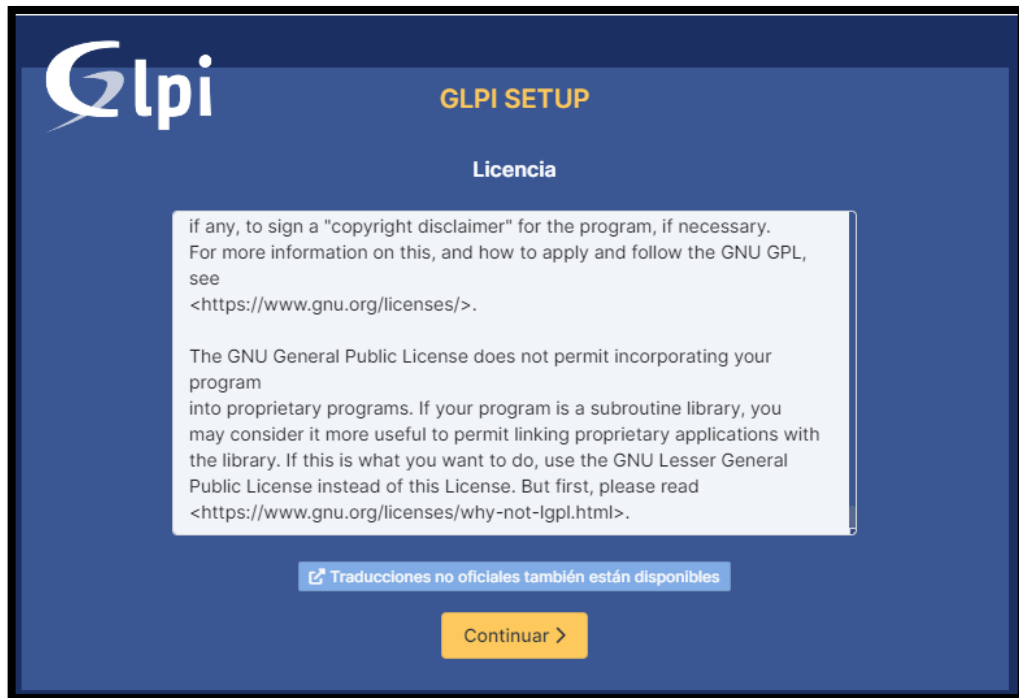 Glpi
GLPI SETUP
Licencia
if any, to sign a "copyright disclaimer" for the program, if necessary.
For more information on this, and how to apply and follow the GNU GPL,
see
<https://www.gnu.org/licenses/>.
The GNU General Public License does not permit incorporating your
program
into proprietary programs. If your program is a subroutine library, you
may consider it more useful to permit linking proprietary applications with
the library. If this is what you want to do, use the GNU Lesser General
Public License instead of this License. But first, please read
<https://www.gnu.org/licenses/why-not-lgpl.html>.
Traducciones no oficiales también están disponibles
Continuar >